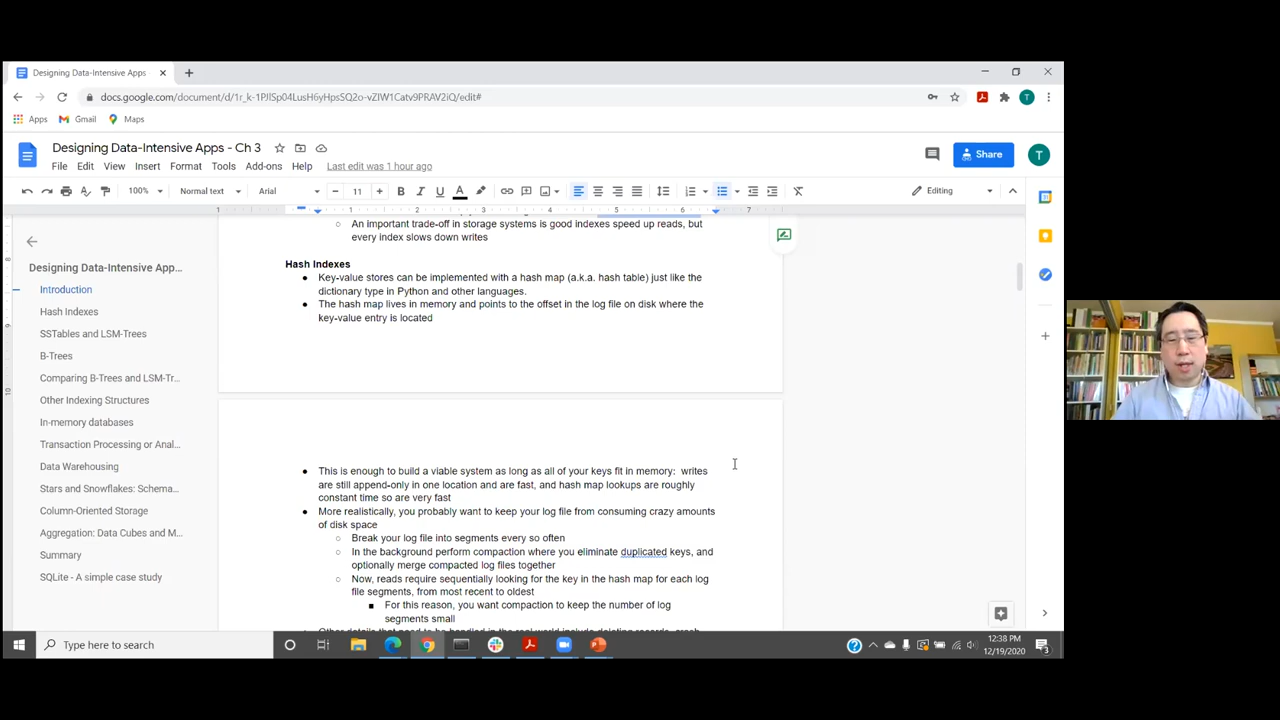 Designing Data-Intensive Apps
docs.google.com/document/d/1r_k-1PJlSp04LusH6yHpsSQ2o-vZIW1Catv9PRAV2iQ/edit#
Apps Gmail Maps
Designing Data-Intensive Apps - Ch 3
File Edit View Insert Format Tools Add-ons Help Last edit was 1 hour ago
Share
T
T
100% Normal text Arial 11 B I U A Editing
1 1 2 3 4 5 6 7
An important trade-off in storage systems is good indexes speed up reads, but
every index slows down writes
Hash Indexes
Key-value stores can be implemented with a hash map (a.k.a. hash table) just like the
dictionary type in Python and other languages.
The hash map lives in memory and points to the offset in the log file on disk where the
key-value entry is located
This is enough to build a viable system as long as all of your keys fit in memory: writes
are still append-only in one location and are fast, and hash map lookups are roughly
constant time so are very fast
More realistically, you probably want to keep your log file from consuming crazy amounts
of disk space
Break your log file into segments every so often
In the background perform compaction where you eliminate duplicated keys, and
optionally merge compacted log files together
Now, reads require sequentially looking for the key in the hash map for each log
file segments, from most recent to oldest
For this reason, you want compaction to keep the number of log
segments small
Designing Data-Intensive App...
Introduction
Hash Indexes
SSTables and LSM-Trees
B-Trees
Comparing B-Trees and LSM-Tr...
Other Indexing Structures
In-memory databases
Transaction Processing or Anal...
Data Warehousing
Stars and Snowflakes: Schema...
Column-Oriented Storage
Aggregation: Data Cubes and M...
Summary
SQLite - A simple case study
Type here to search
12:38 PM
12/19/2020
3